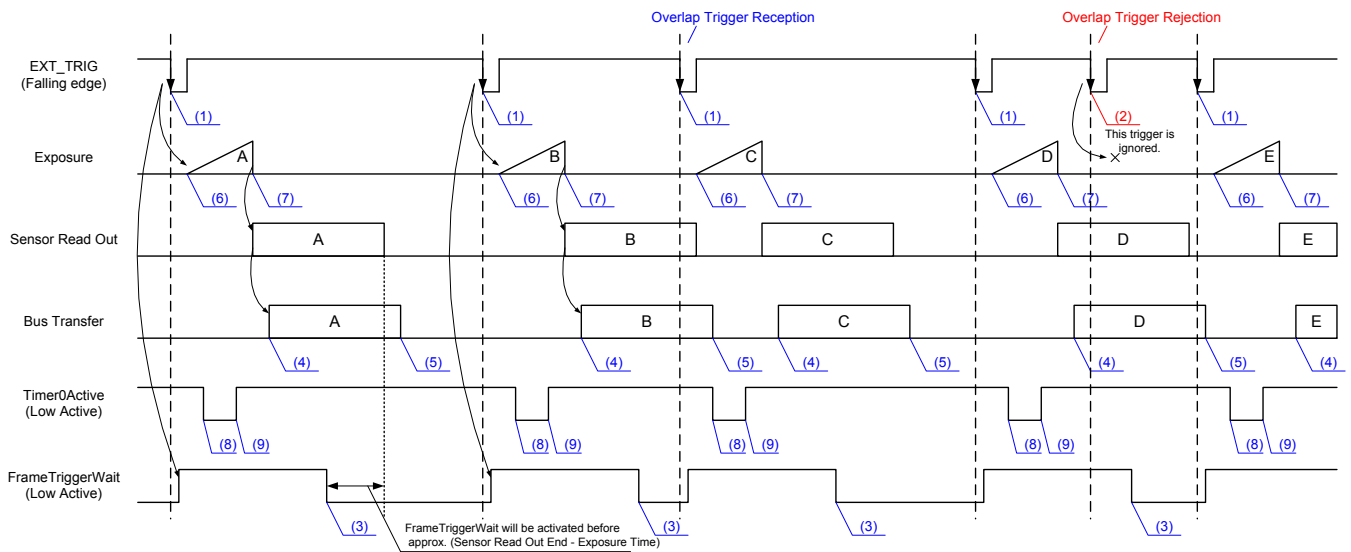 Overlap Trigger Reception
Overlap Trigger Rejection
EXT_TRIG
(Falling edge)
(1)
(1)
(1)
(1)
(2)
(1)
This trigger is
ignored.
Exposure
A
B
C
D
E
(6)
(7)
(6)
(7)
(6)
(7)
(6)
(7)
(6)
(7)
Sensor Read Out
A
B
C
D
E
Bus Transfer
A
B
C
D
E
(4)
(5)
(4)
(5)
(4)
(5)
(4)
(5)
(4)
Timer0Active
(Low Active)
(8)
(9)
(8)
(9)
(8)
(9)
(8)
(9)
(8)
(9)
FrameTriggerWait
(Low Active)
(3)
(3)
(3)
(3)
FrameTriggerWait will be activated before
approx. (Sensor Read Out End - Exposure Time)